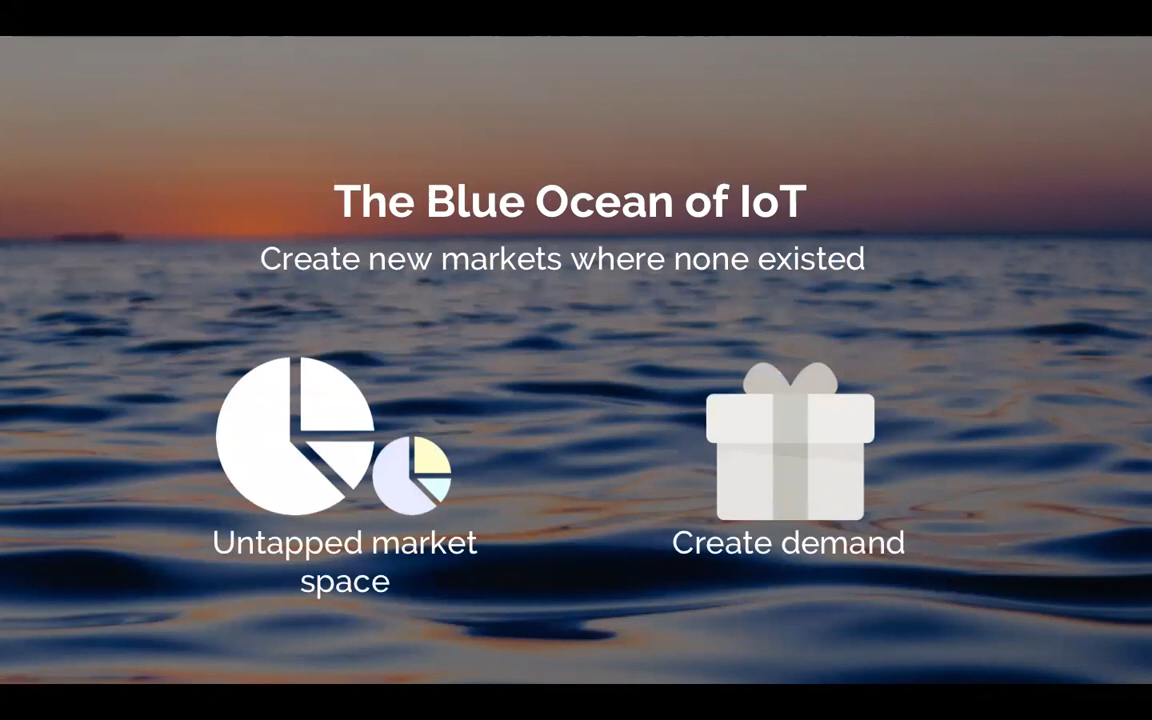 The Blue Ocean of IoT
Create new markets where none existed
Untapped market
space
Create demand